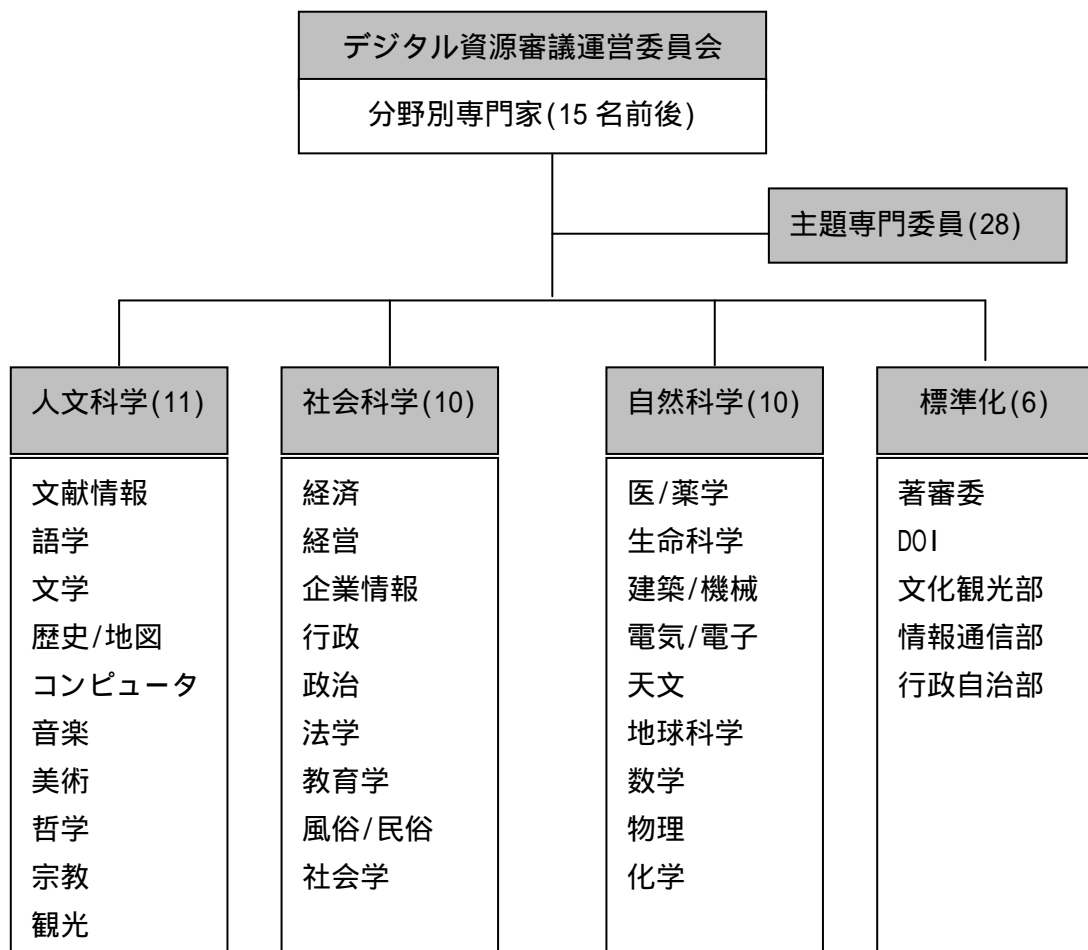 デジタル資源審議運営委員会
分野別専門家(15 名前後)
主題専門委員(28)
人文科学(11)
文献情報
語学
文学
歴史/地図
コンピュータ
音楽
美術
哲学
宗教
観光
社会科学(10)
経済
経営
企業情報
行政
政治
法学
教育学
風俗/民俗
社会学
自然科学(10)
医/薬学
生命科学
建築/機械
電気/電子
天文
地球科学
数学
物理
化学
標準化(6)
著審委
DOI
文化観光部
情報通信部
行政自治部